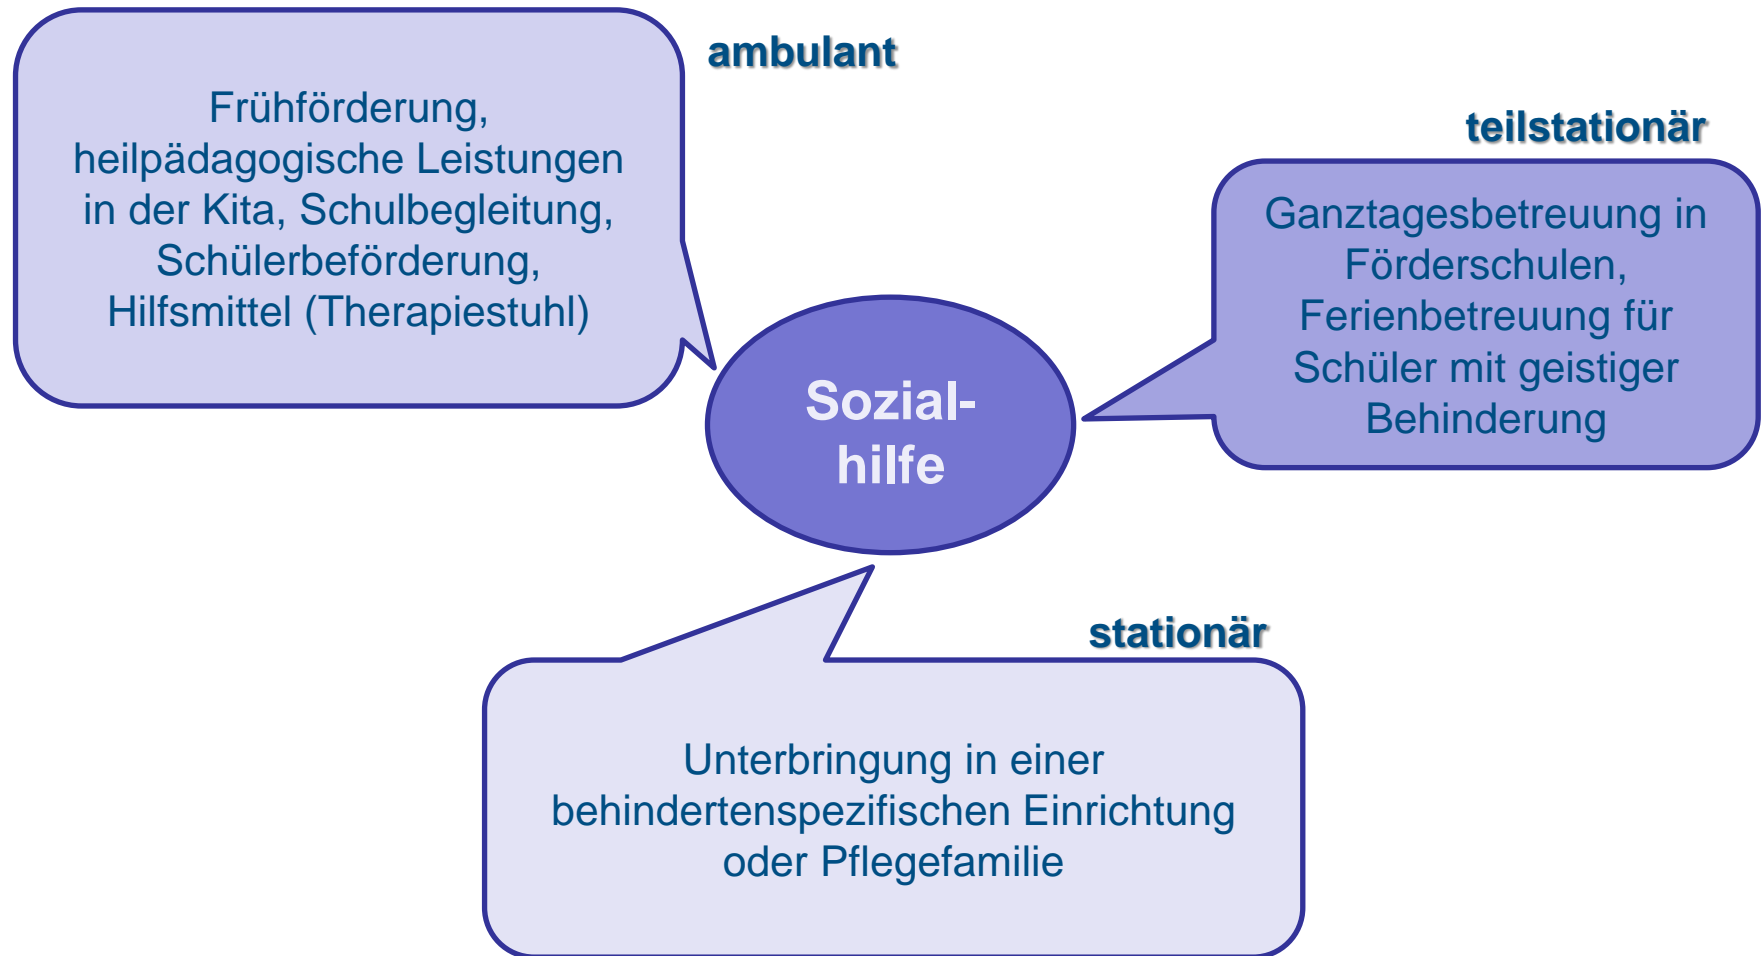 ambulant
Frühförderung,
heilpädagogische Leistungen
in der Kita, Schulbegleitung,
Schülerbeförderung,
Hilfsmittel (Therapiestuhl)
teilstationär
Ganztagesbetreuung in
Förderschulen,
Ferienbetreuung für
Schüler mit geistiger
Behinderung
Sozial-
hilfe
stationär
Unterbringung in einer
behindertenspezifischen Einrichtung
oder Pflegefamilie